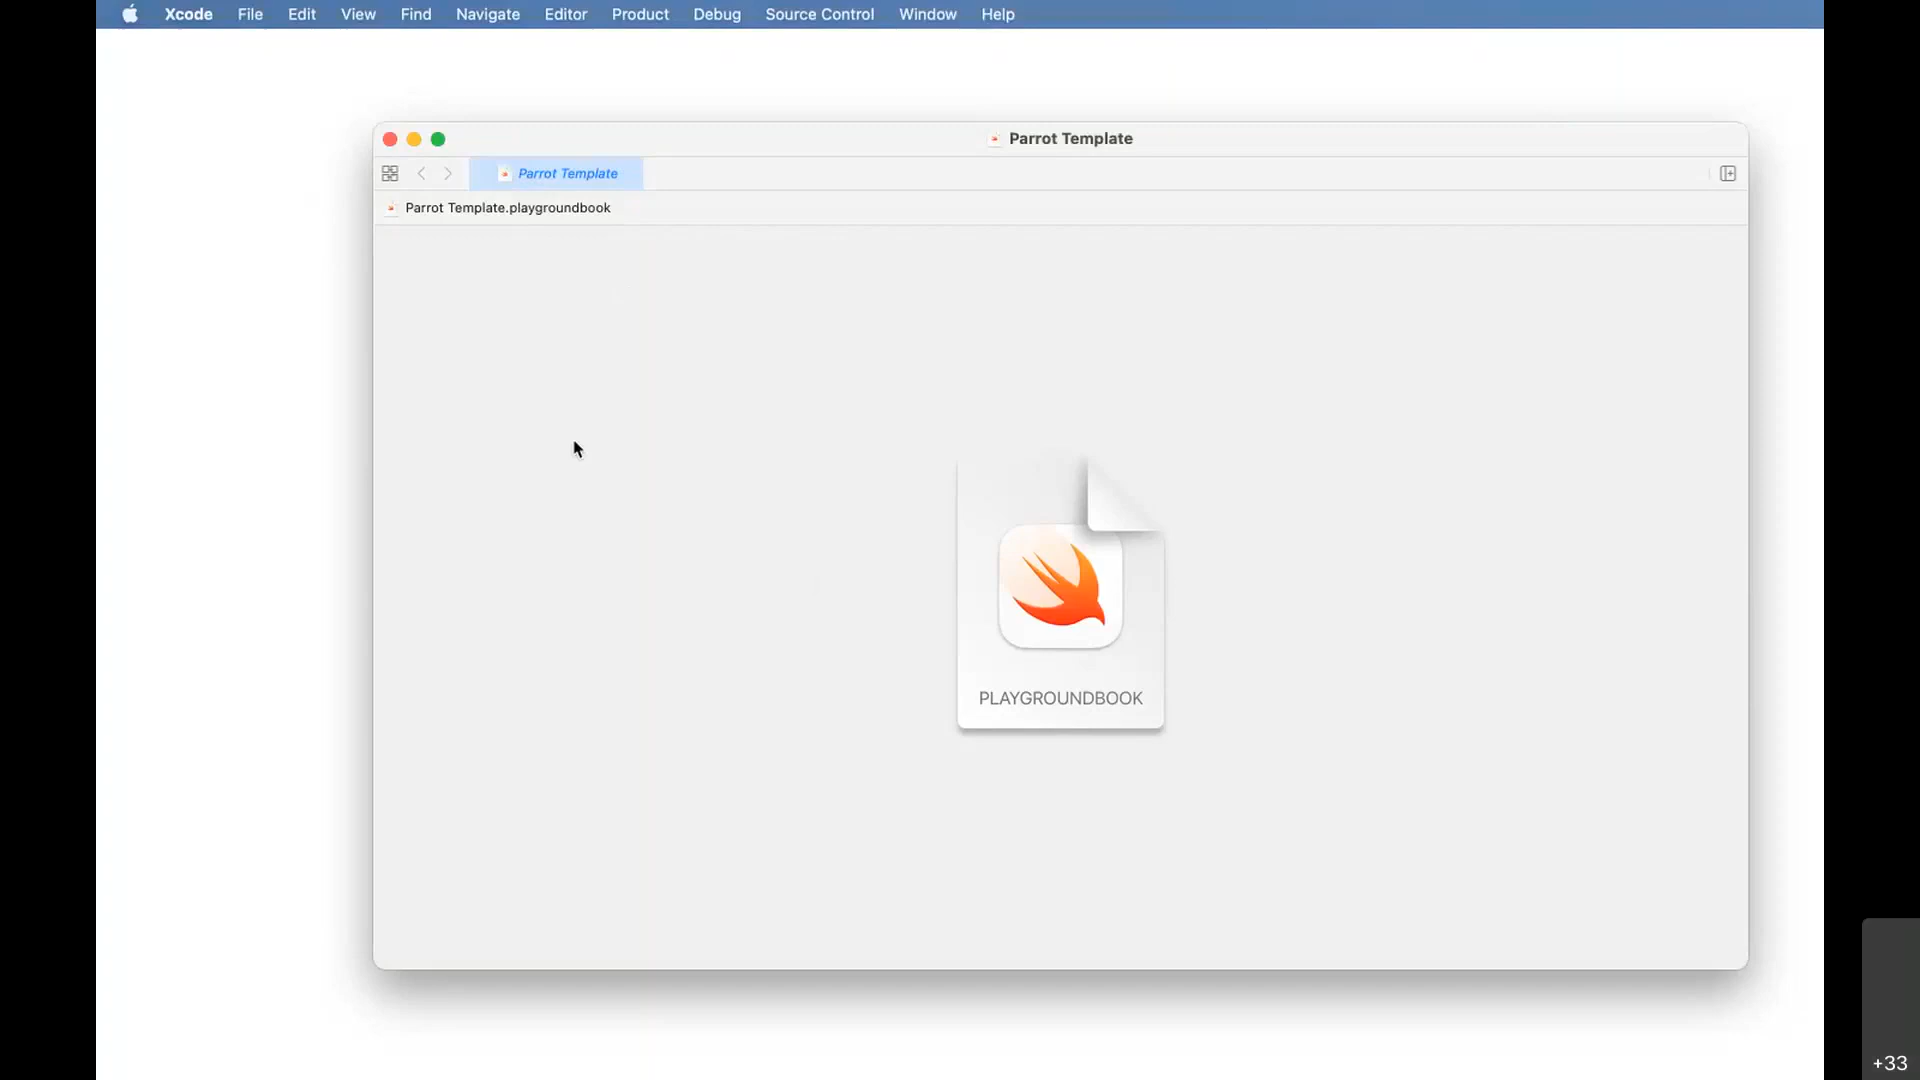 Xcode File Edit View Find Navigate Editor Product Debug Source Control Window Help
Parrot Template
Parrot Template
Parrot Template.playgroundbook
PLAYGROUNDBOOK
+33